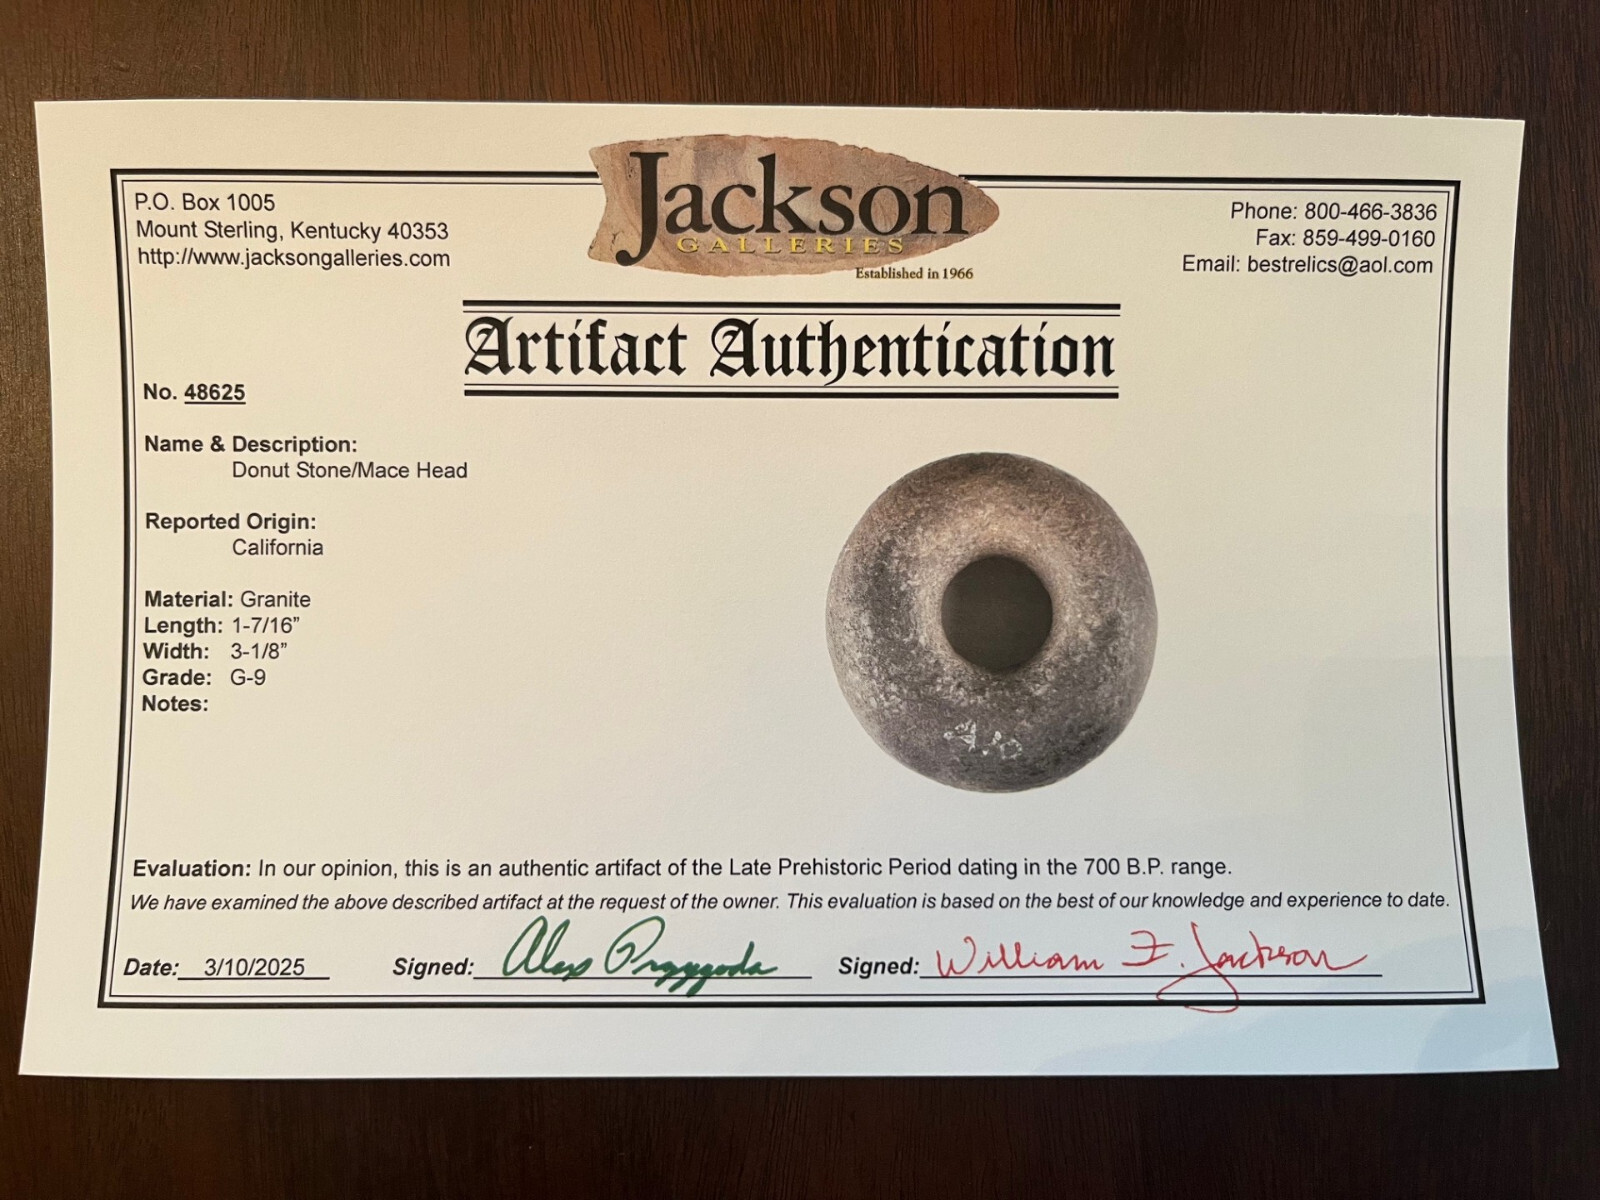 P.O. Box 1005
Mount Sterling, Kentucky 40353
http://www.jacksongalleries.com
Jackson
GALLERIES
Established in 1966
Phone: 800-466-3836
Fax: 859-499-0160
Email: bestrelics@aol.com
Artifact Authentication
No. 48625
Name & Description:
Donut Stone/Mace Head
Reported Origin:
California
Material: Granite
Length: 1-7/16”
Width: 3-1/8”
Grade: G-9
Notes:
Evaluation: In our opinion, this is an authentic artifact of the Late Prehistoric Period dating in the 700 B.P. range.
We have examined the above described artifact at the request of the owner. This evaluation is based on the best of our knowledge and experience to date.
Date: 3/10/2025 Signed: Alex Przygoda Signed: William F. Jackson